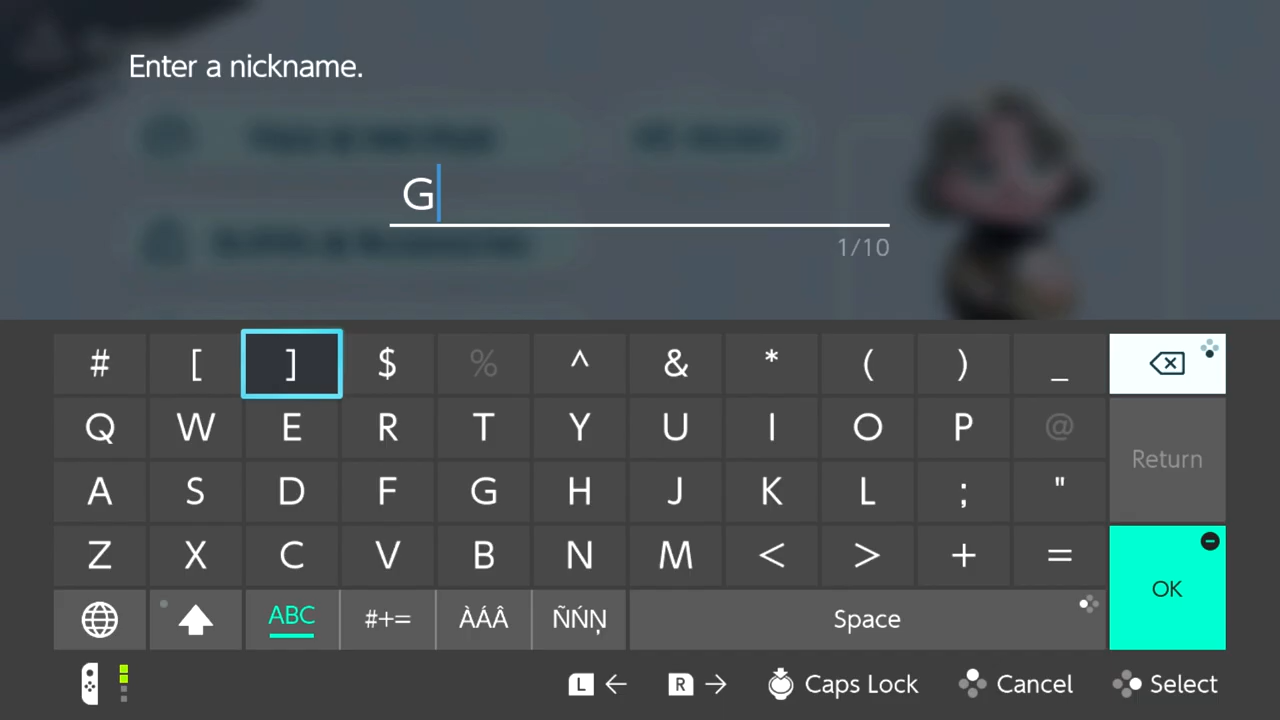 Enter a nickname.
G
1/10
# [ ] $ % ^ & * ( ) _
Q W E R T Y U I O P @
Return
A S D F G H J K L ; "
Z X C V B N M < > + =
OK
ABC #+= ÀÁÂ ÑŃŅ Space
L ← R → Caps Lock Cancel Select